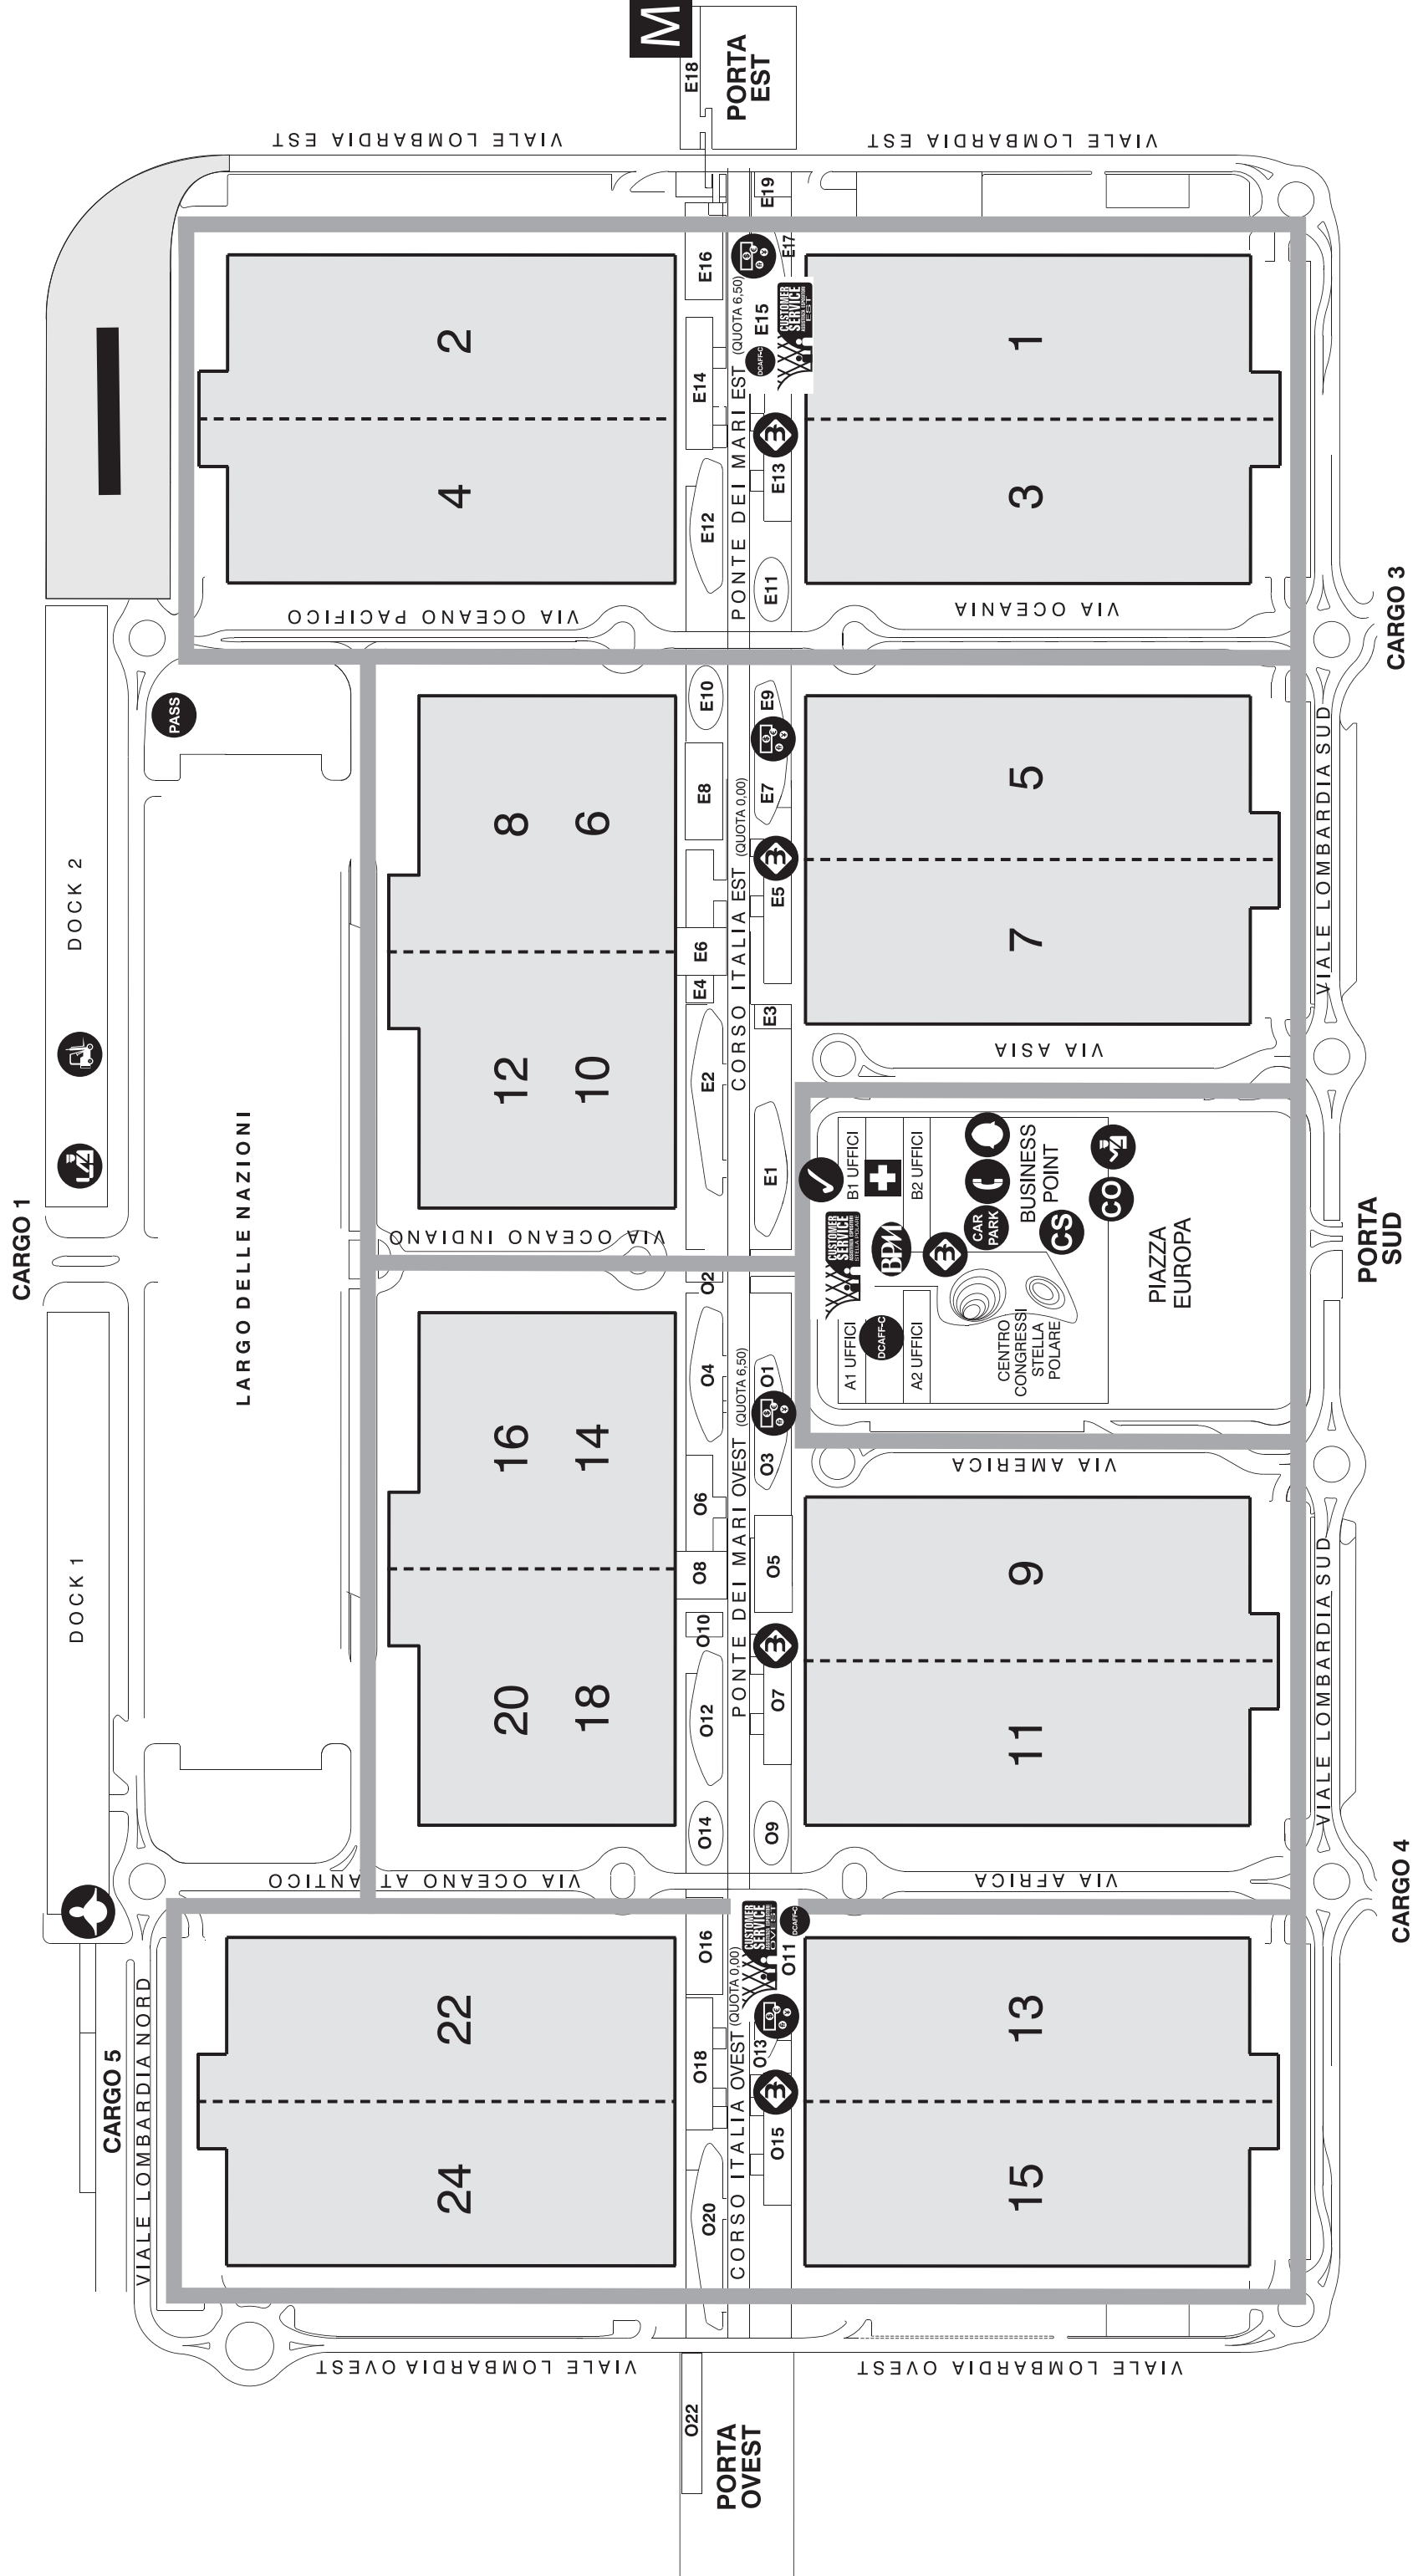 CARGO 1
DOCK 1
DOCK 2
CARGO 5
VIALE LOMBARDIA NORD
PASS
LARGO DELLE NAZIONI
VIALE LOMBARDIA OVEST
24
22
VIA OCEANO ATLANTICO
20
16
18
14
VIA OCEANO INDIANO
12
8
10
6
VIA OCEANO PACIFICO
4
2
VIALE LOMBARDIA EST
O22
O20
O18
O16
O14
O12
O10
O8
O6
O4
O2
E2
E4
E6
E8
E10
E12
E14
E16
E18
M
PORTA
OVEST
CORSO ITALIA OVEST (QUOTA 0,00)
PONTE DEI MARI OVEST (QUOTA 6,50)
CORSO ITALIA EST (QUOTA 0,00)
PONTE DEI MARI EST (QUOTA 6,50)
PORTA
EST
O15
O13
O11
CUSTOMER
SERVICE
OVEST
DCAFF-C
O9
O7
O5
O3
O1
E1
E3
E5
E7
E9
E11
E13
DCAFF-C
E15
CUSTOMER
SERVICE
EST
E17
E19
VIALE LOMBARDIA OVEST
15
13
VIA AFRICA
11
9
VIA AMERICA
A1 UFFICI
DCAFF-C
A2 UFFICI
CUSTOMER
SERVICE
STELLA POLARE
BPM
B1 UFFICI
B2 UFFICI
CAR
PARK
BUSINESS
POINT
CS
CO
CENTRO
CONGRESSI
STELLA
POLARE
PIAZZA
EUROPA
VIA ASIA
7
5
VIA OCEANIA
3
1
VIALE LOMBARDIA EST
VIALE LOMBARDIA SUD
VIALE LOMBARDIA SUD
CARGO 4
PORTA
SUD
CARGO 3